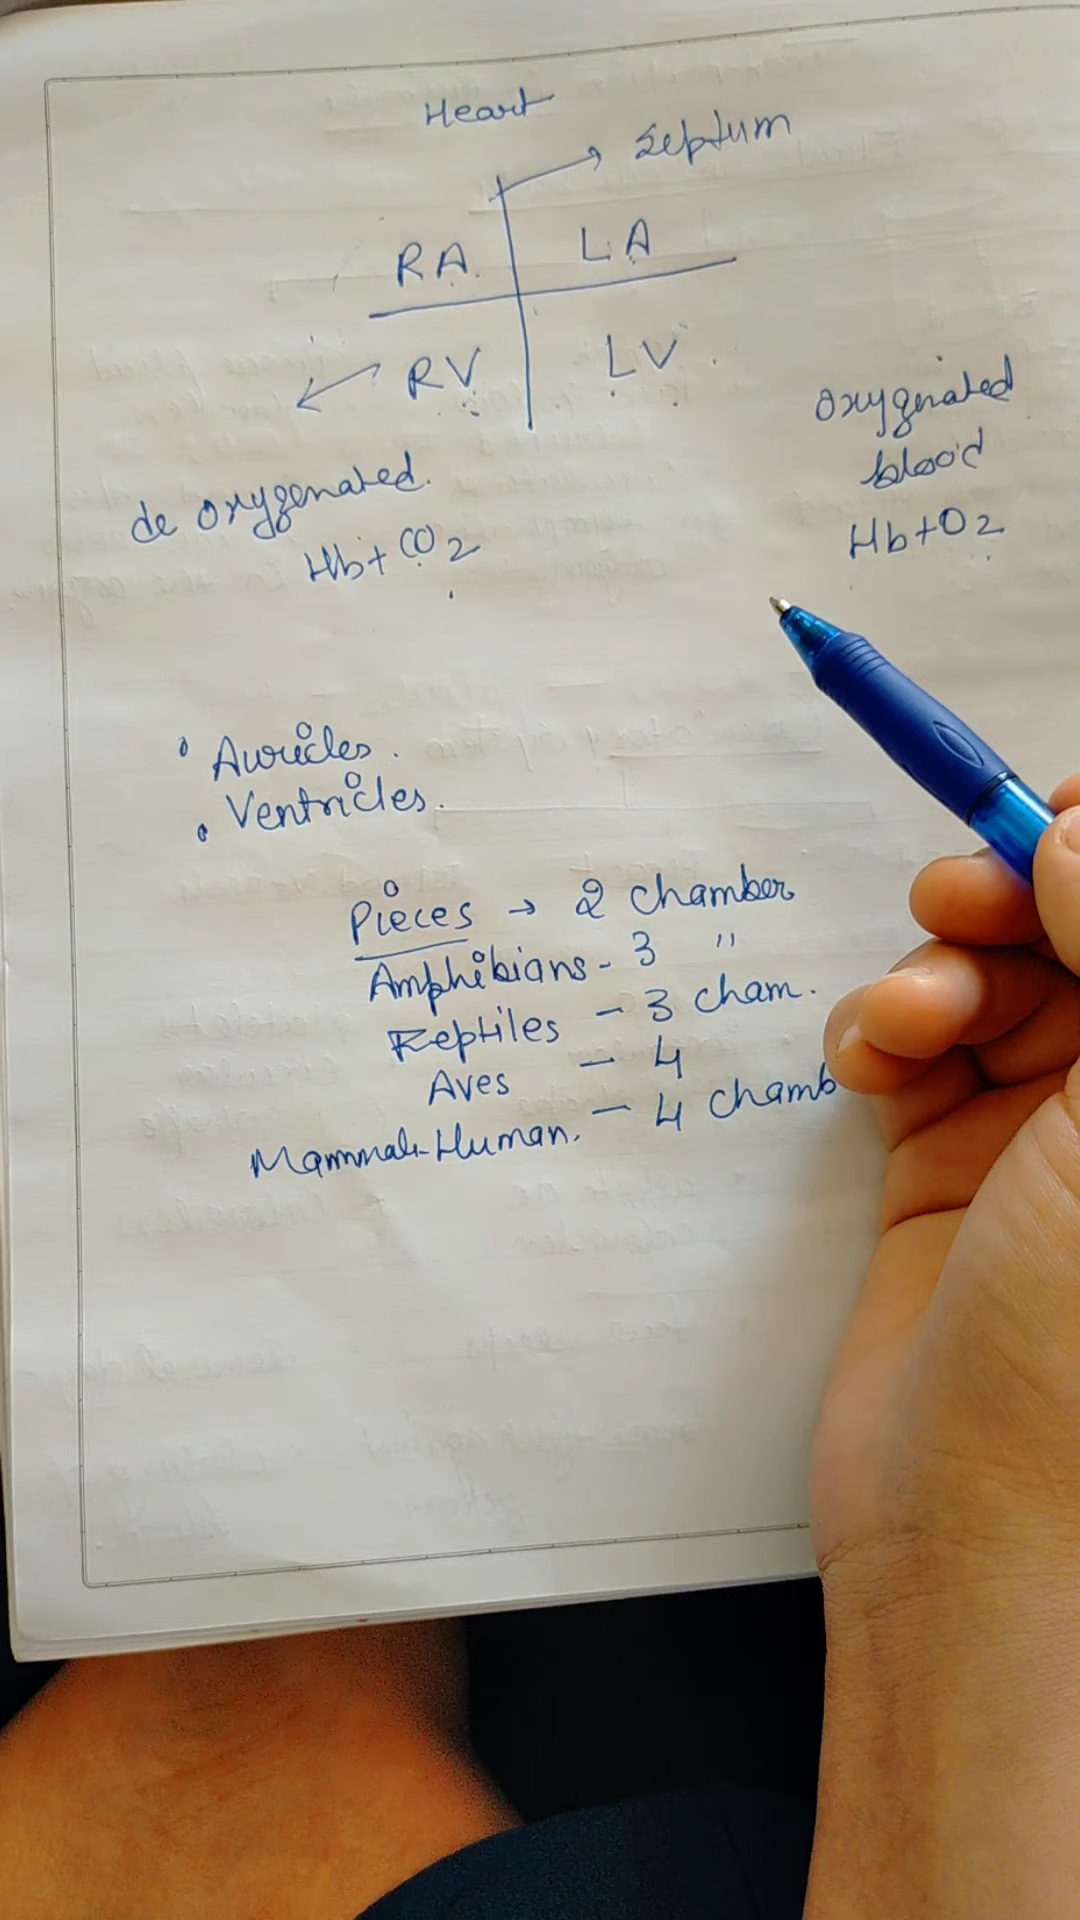 Heart
Septum
RA LA
RV LV
de oxygenated.
Hb+CO2
Oxygenated
blood
Hb+O2
• Auricles.
• Ventricles.
Pieces → 2 chamber
Amphibians - 3 "
Reptiles - 3 cham.
Aves - 4
Mammals-Human. - 4 chamb